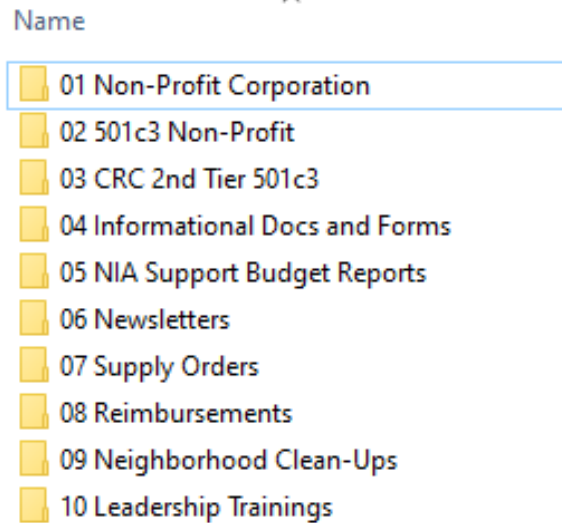 Name
01 Non-Profit Corporation
02 501c3 Non-Profit
03 CRC 2nd Tier 501c3
04 Informational Docs and Forms
05 NIA Support Budget Reports
06 Newsletters
07 Supply Orders
08 Reimbursements
09 Neighborhood Clean-Ups
10 Leadership Trainings